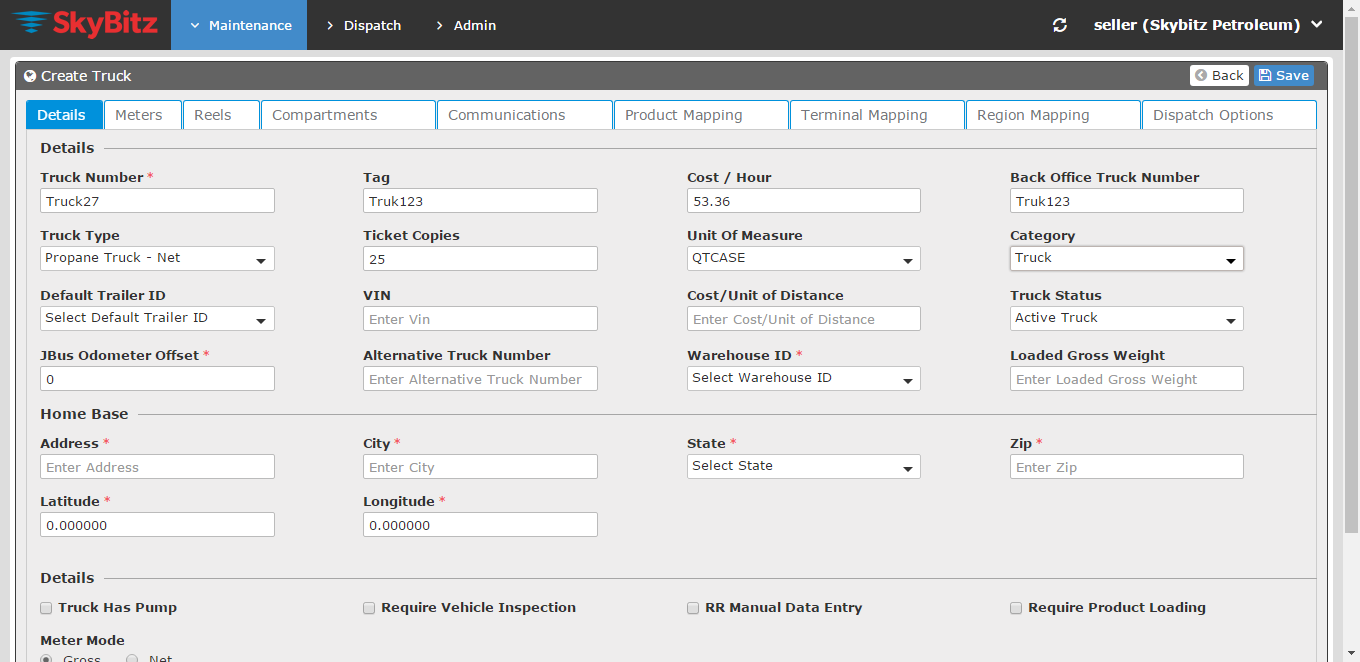 SkyBitz Maintenance Dispatch Admin seller (Skybitz Petroleum)
Create Truck Back Save
Details Meters Reels Compartments Communications Product Mapping Terminal Mapping Region Mapping Dispatch Options
Details
Truck Number * Tag Cost / Hour Back Office Truck Number
Truck27 Truk123 53.36 Truk123
Truck Type Ticket Copies Unit Of Measure Category
Propane Truck - Net 25 QTCASE Truck
Default Trailer ID VIN Cost/Unit of Distance Truck Status
Select Default Trailer ID Enter Vin Enter Cost/Unit of Distance Active Truck
JBus Odometer Offset * Alternative Truck Number Warehouse ID * Loaded Gross Weight
0 Enter Alternative Truck Number Select Warehouse ID Enter Loaded Gross Weight
Home Base
Address * City * State * Zip *
Enter Address Enter City Select State Enter Zip
Latitude * Longitude *
0.000000 0.000000
Details
Truck Has Pump Require Vehicle Inspection RR Manual Data Entry Require Product Loading
Meter Mode
Gross Net